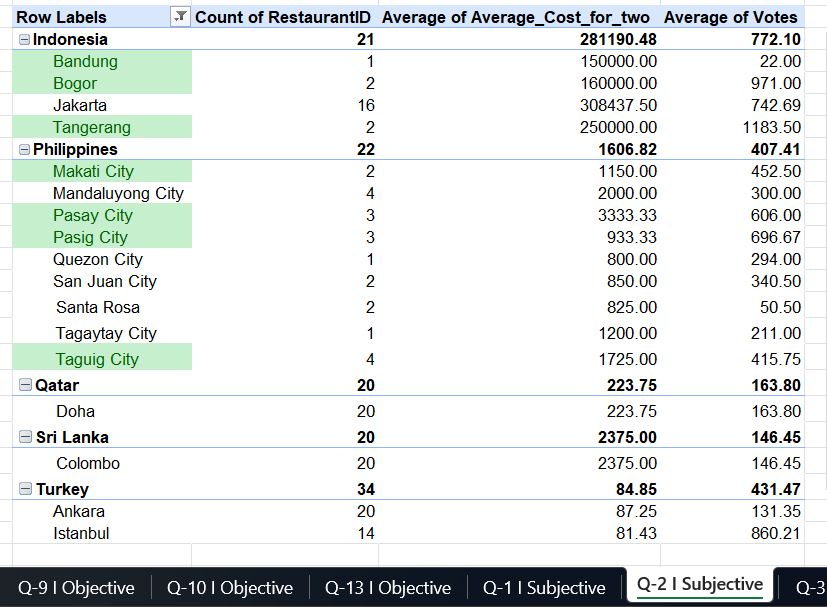 Row Labels Count of RestaurantID Average of Average_Cost_for_two Average of Votes
Indonesia 21 281190.48 772.10
Bandung 1 150000.00 22.00
Bogor 2 160000.00 971.00
Jakarta 16 308437.50 742.69
Tangerang 2 250000.00 1183.50
Philippines 22 1606.82 407.41
Makati City 2 1150.00 452.50
Mandaluyong City 4 2000.00 300.00
Pasay City 3 3333.33 606.00
Pasig City 3 933.33 696.67
Quezon City 1 800.00 294.00
San Juan City 2 850.00 340.50
Santa Rosa 2 825.00 50.50
Tagaytay City 1 1200.00 211.00
Taguig City 4 1725.00 415.75
Qatar 20 223.75 163.80
Doha 20 223.75 163.80
Sri Lanka 20 2375.00 146.45
Colombo 20 2375.00 146.45
Turkey 34 84.85 431.47
Ankara 20 87.25 131.35
Istanbul 14 81.43 860.21
Q-9 I Objective Q-10 I Objective Q-13 I Objective Q-1 I Subjective Q-2 I Subjective Q-3